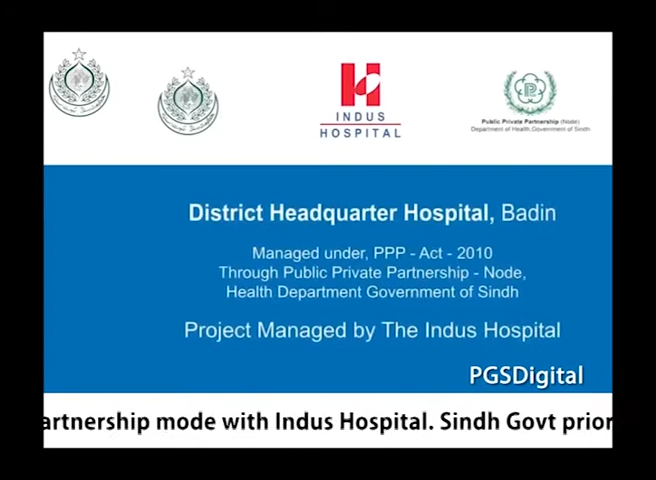 INDUS
HOSPITAL
Public Private Partnership (Node)
Department of Health,Government of Sindh
District Headquarter Hospital, Badin
Managed under, PPP - Act - 2010
Through Public Private Partnership - Node,
Health Department Government of Sindh
Project Managed by The Indus Hospital
PGSDigital
artnership mode with Indus Hospital. Sindh Govt prior